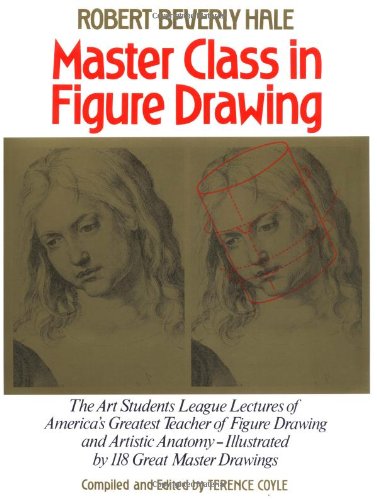 ROBERT BEVERLY HALE
Master Class in
Figure Drawing
The Art Students League Lectures of
America's Greatest Teacher of Figure Drawing
and Artistic Anatomy–Illustrated
by 118 Great Master Drawings
Compiled and Edited by TERENCE COYLE